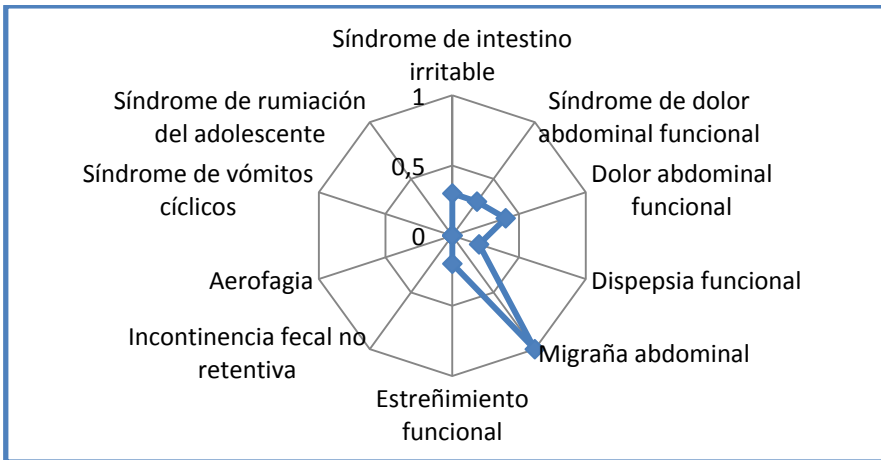 Síndrome de intestino
irritable
1
Síndrome de rumiación
del adolescente
Síndrome de dolor
abdominal funcional
0,5
Síndrome de vómitos
cíclicos
Dolor abdominal
funcional
0
Aerofagia
Dispepsia funcional
Incontinencia fecal no
retentiva
Migraña abdominal
Estreñimiento
funcional